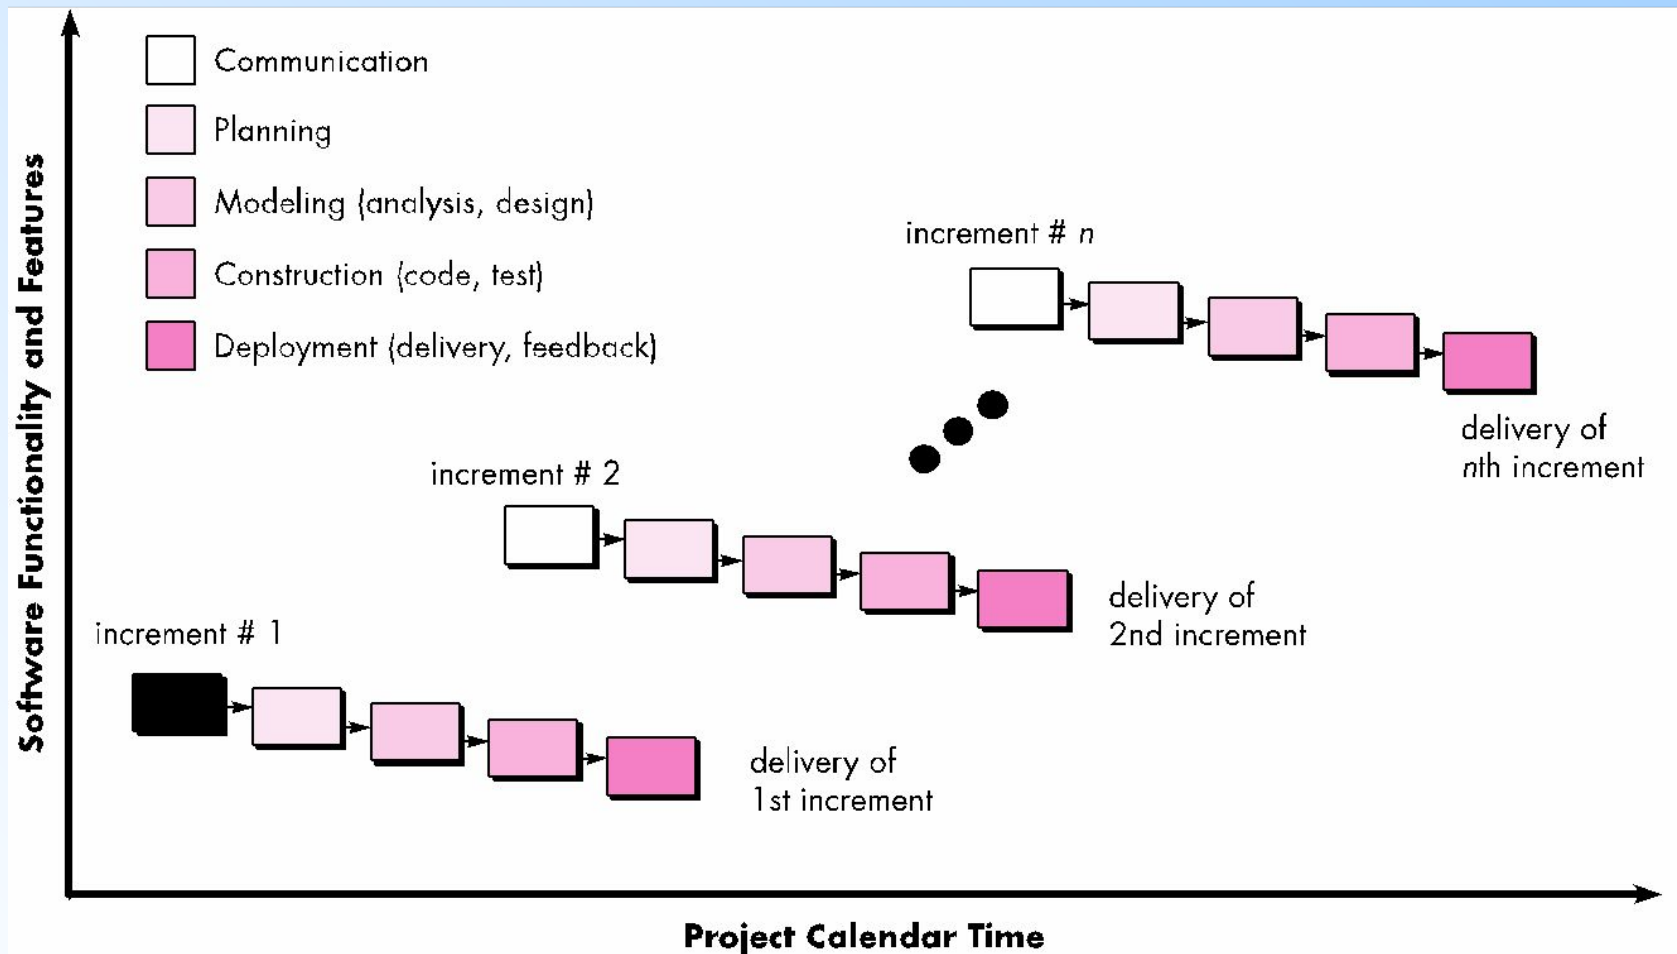 Communication
Planning
Modeling (analysis, design)
Construction (code, test)
Deployment (delivery, feedback)
increment # n
delivery of
nth increment
increment # 2
delivery of
2nd increment
increment # 1
delivery of
1st increment
Software Functionality and Features
Project Calendar Time